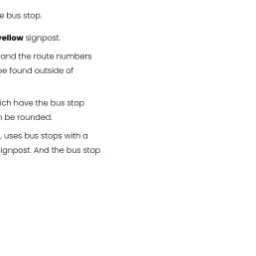 e bus stop.
yellow signpost.
and the route numbers
be found outside of
ich have the bus stop
n be rounded.
, uses bus stops with a
ignpost. And the bus stop